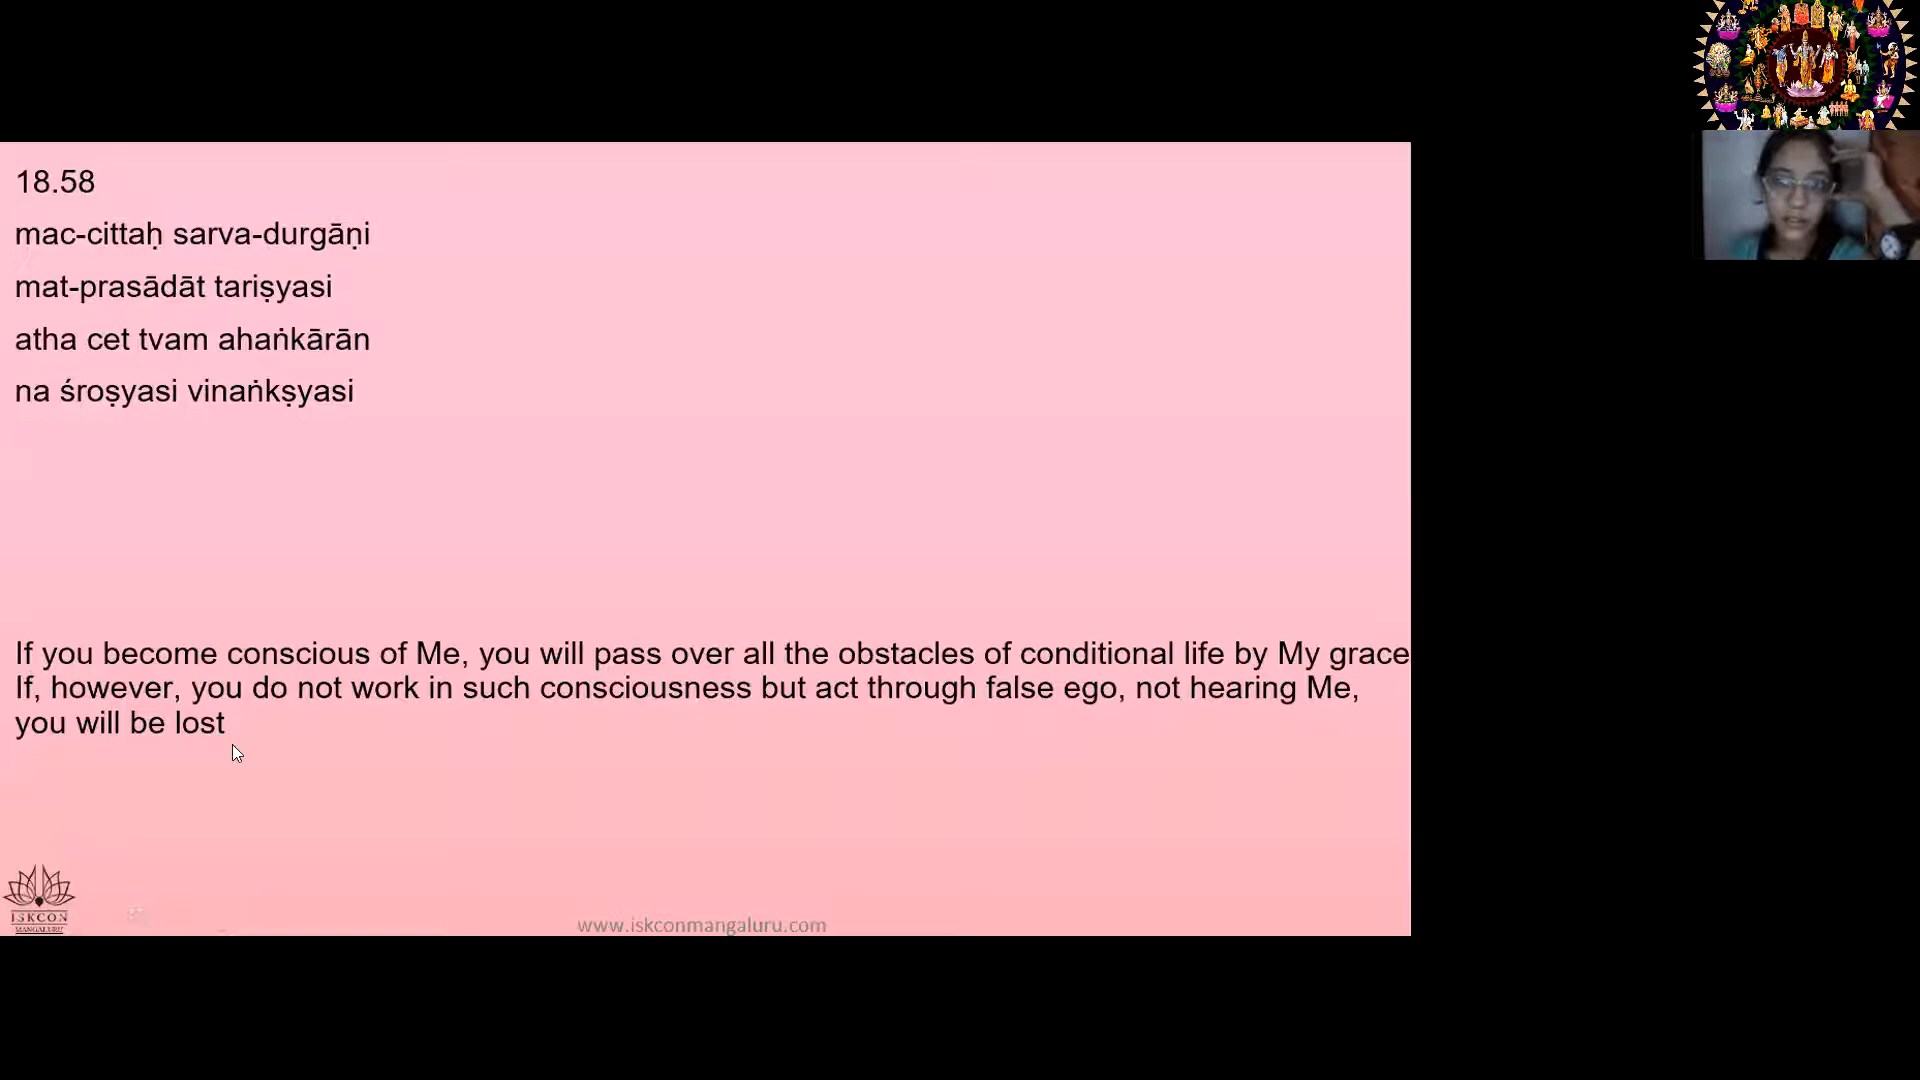 18.58
mac-cittaḥ sarva-durgāṇi
mat-prasādāt tariṣyasi
atha cet tvam ahaṅkārān
na śroṣyasi vinaṅkṣyasi
If you become conscious of Me, you will pass over all the obstacles of conditional life by My grace
If, however, you do not work in such consciousness but act through false ego, not hearing Me,
you will be lost
ISKCON
MANGALURU
www.iskconmangaluru.com